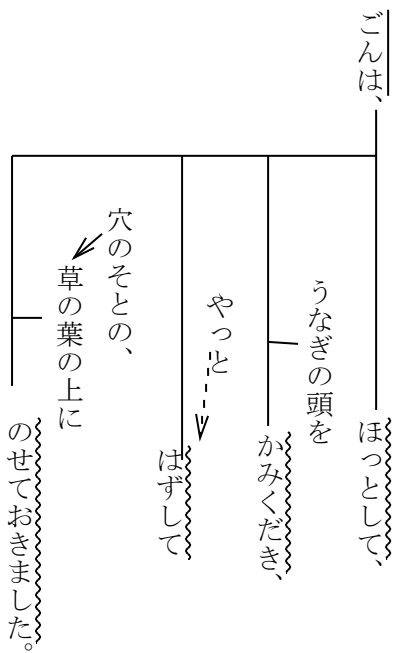 ごんは、
ほっとして、
うなぎの頭を
かみくだき、
やっと
はずして
穴のそとの、
草の葉の上に
のせておきました。